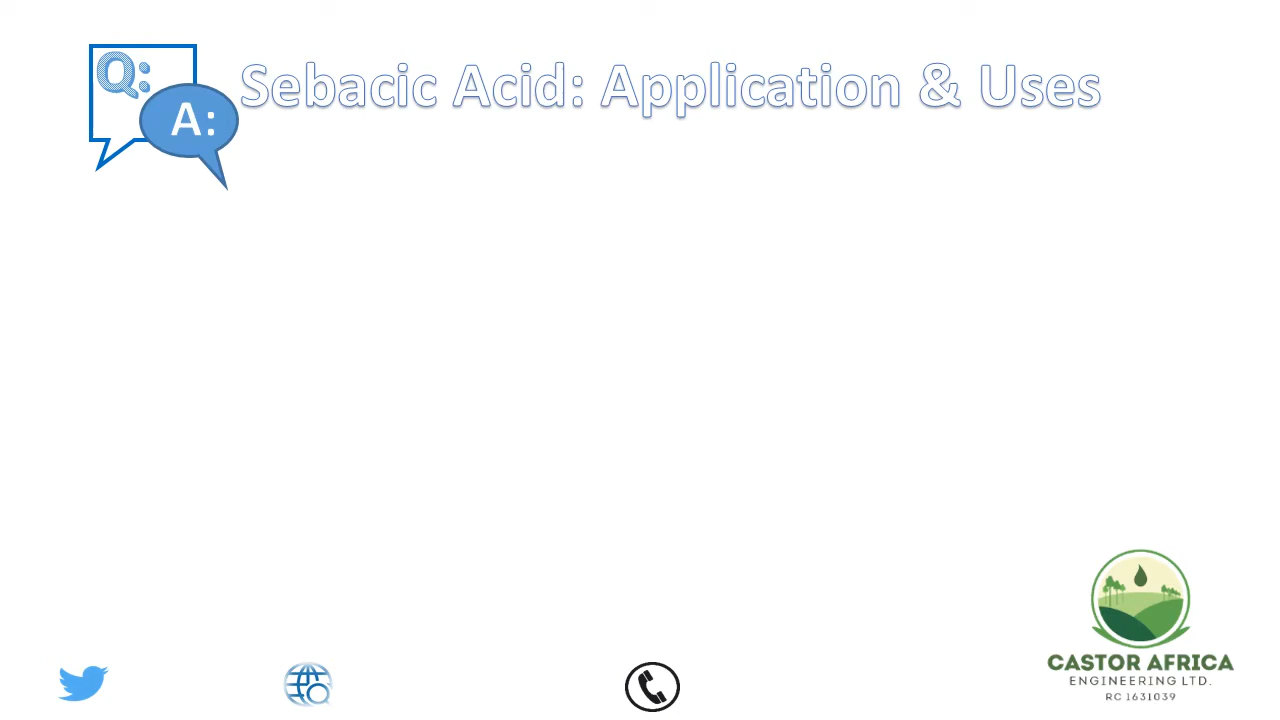 Q:
A:
Sebacic Acid: Application & Uses
CASTOR AFRICA
ENGINEERING LTD.
RC 1631039